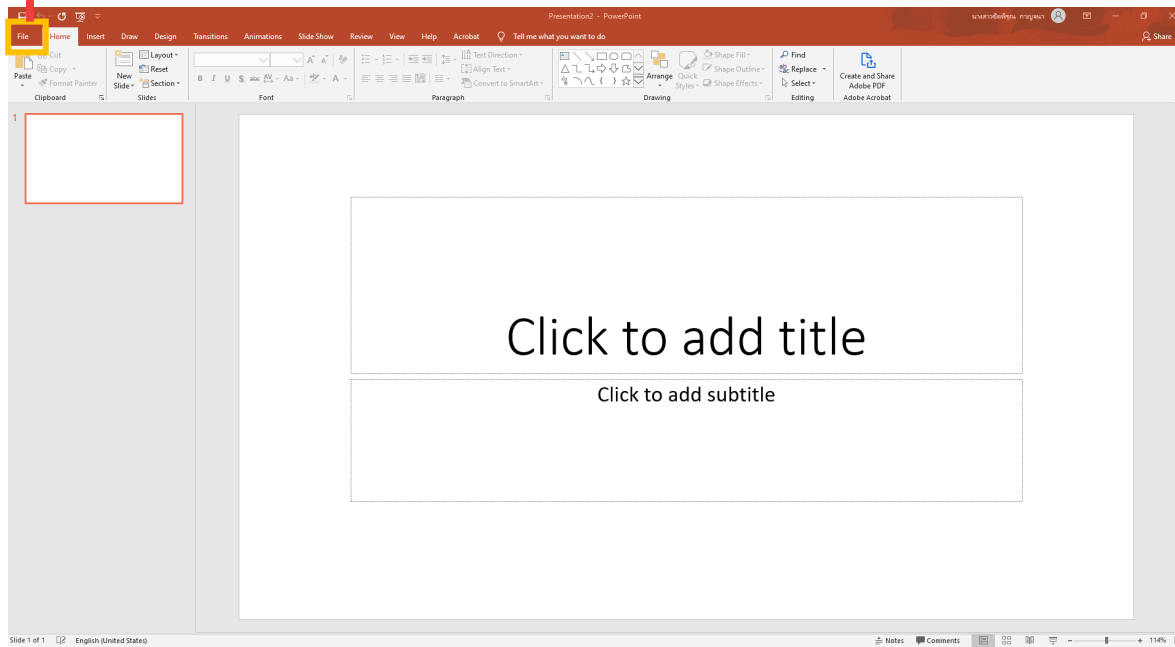 Presentation2 - PowerPoint
File Home Insert Draw Design Transitions Animations Slide Show Review View Help Acrobat Tell me what you want to do Share
Cut
Copy
Format Painter
Paste
Clipboard
New Slide
Layout
Reset
Section
Slides
B I U S abc AV Aa A
Font
Text Direction
Align Text
Convert to SmartArt
Paragraph
Arrange
Quick Styles
Shape Fill
Shape Outline
Shape Effects
Drawing
Find
Replace
Select
Editing
Create and Share
Adobe PDF
Adobe Acrobat
1
Click to add title
Click to add subtitle
Slide 1 of 1 English (United States) Notes Comments 114%